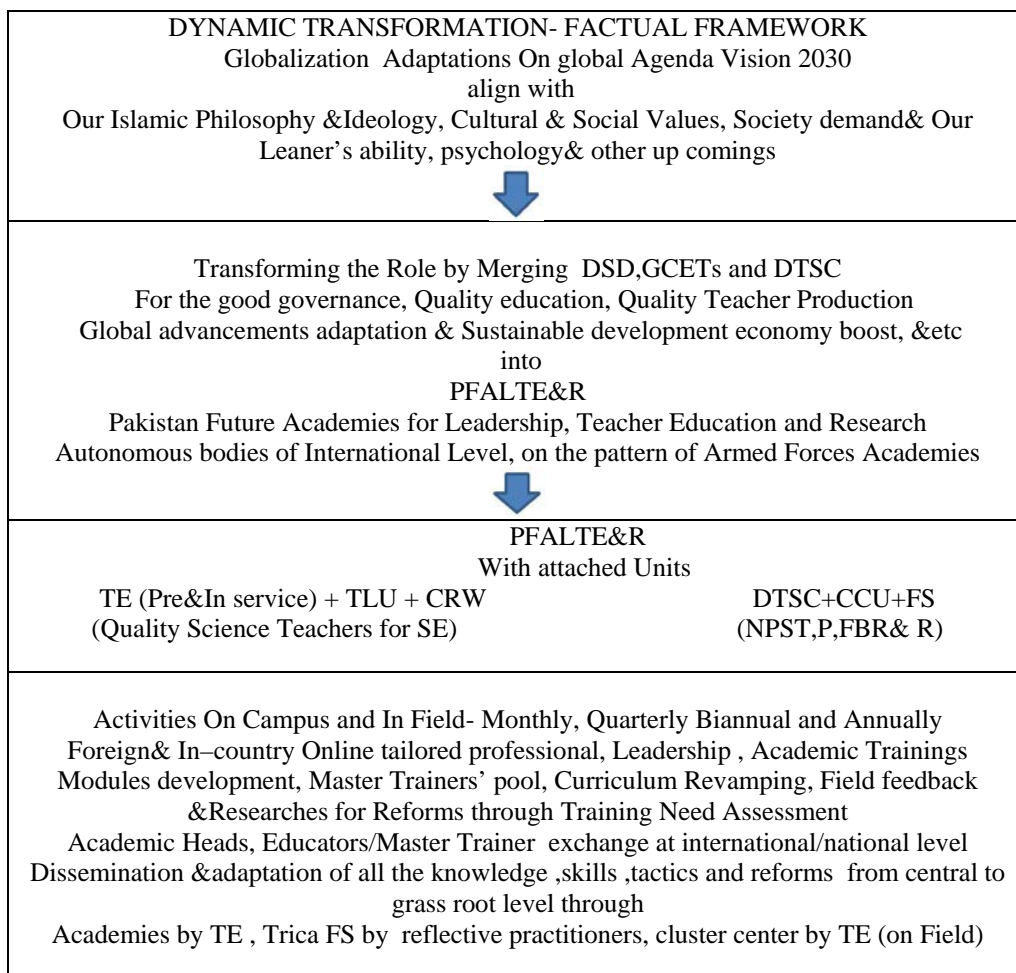 DYNAMIC TRANSFORMATION- FACTUAL FRAMEWORK
Globalization Adaptations On global Agenda Vision 2030
align with
Our Islamic Philosophy &Ideology, Cultural & Social Values, Society demand& Our
Leaner's ability, psychology& other up comings
Transforming the Role by Merging DSD,GCETs and DTSC
For the good governance, Quality education, Quality Teacher Production
Global advancements adaptation & Sustainable development economy boost, &etc
into
PFALTE&R
Pakistan Future Academies for Leadership, Teacher Education and Research
Autonomous bodies of International Level, on the pattern of Armed Forces Academies
PFALTE&R
With attached Units
TE (Pre&In service) + TLU + CRW DTSC+CCU+FS
(Quality Science Teachers for SE) (NPST,P,FBR& R)
Activities On Campus and In Field- Monthly, Quarterly Biannual and Annually
Foreign& In–country Online tailored professional, Leadership , Academic Trainings
Modules development, Master Trainers' pool, Curriculum Revamping, Field feedback
&Researches for Reforms through Training Need Assessment
Academic Heads, Educators/Master Trainer exchange at international/national level
Dissemination &adaptation of all the knowledge ,skills ,tactics and reforms from central to
grass root level through
Academies by TE , Trica FS by reflective practitioners, cluster center by TE (on Field)